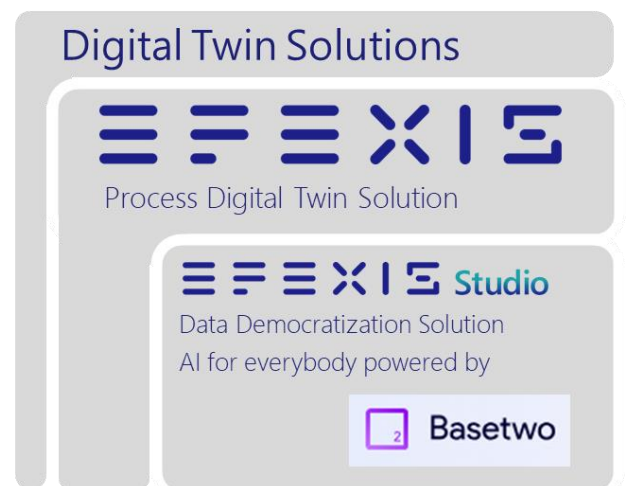 Digital Twin Solutions
EFEXIS
Process Digital Twin Solution
EFEXIS Studio
Data Democratization Solution
AI for everybody powered by
2 Basetwo